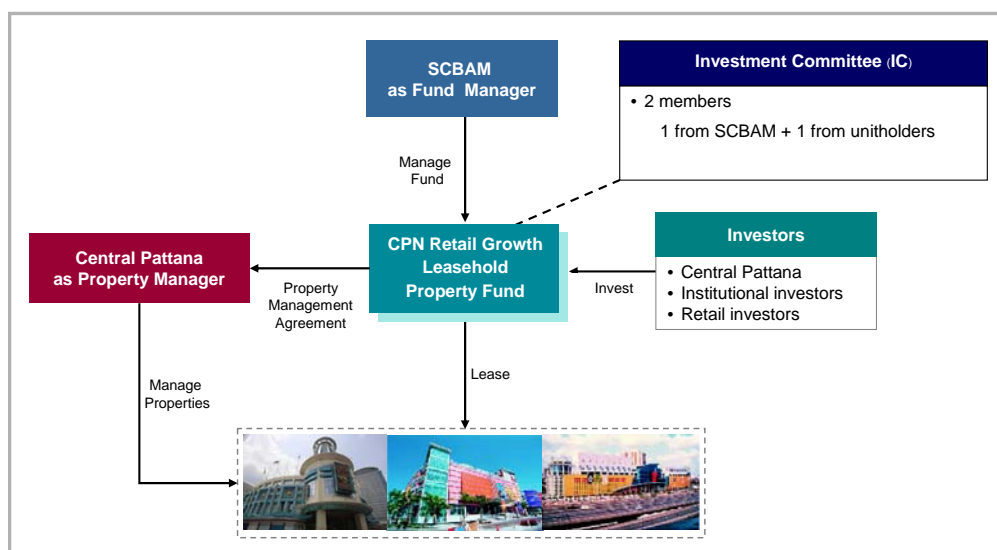 SCBAM
as Fund Manager
Investment Committee (IC)
• 2 members
1 from SCBAM + 1 from unitholders
Manage
Fund
CPN Retail Growth
Leasehold
Property Fund
Central Pattana
as Property Manager
Investors
• Central Pattana
• Institutional investors
• Retail investors
Invest
Property
Management
Agreement
Lease
Manage
Properties